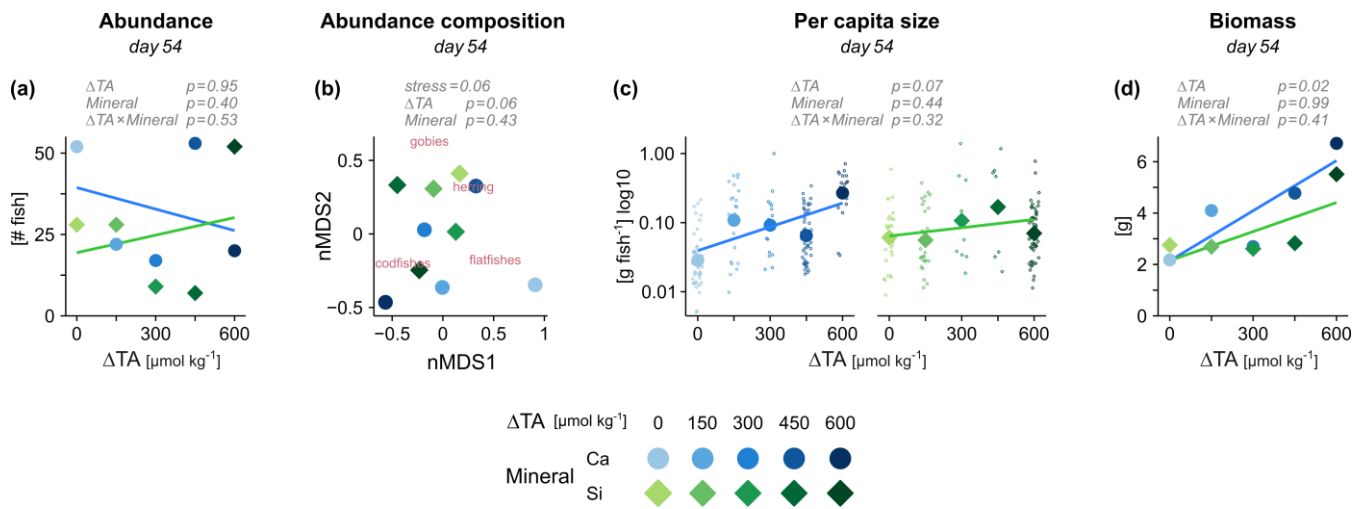 Abundance
day 54
(a)
ΔTA p=0.95
Mineral p=0.40
ΔTA×Mineral p=0.53
[# fish]
50
25
0
0 300 600
ΔTA [μmol kg⁻¹]
Abundance composition
day 54
(b)
stress=0.06
ΔTA p=0.06
Mineral p=0.43
gobies
herring
codfishes
flatfishes
nMDS2
0.5
0
−0.5
−0.5 0 0.5 1
nMDS1
Per capita size
day 54
(c)
ΔTA p=0.07
Mineral p=0.44
ΔTA×Mineral p=0.32
[g fish⁻¹] log10
1.00
0.10
0.01
0 300 600 0 300 600
ΔTA [μmol kg⁻¹]
Biomass
day 54
(d)
ΔTA p=0.02
Mineral p=0.99
ΔTA×Mineral p=0.41
[g]
6
4
2
0
0 300 600
ΔTA [μmol kg⁻¹]
ΔTA [μmol kg⁻¹] 0 150 300 450 600
Mineral
Ca
Si